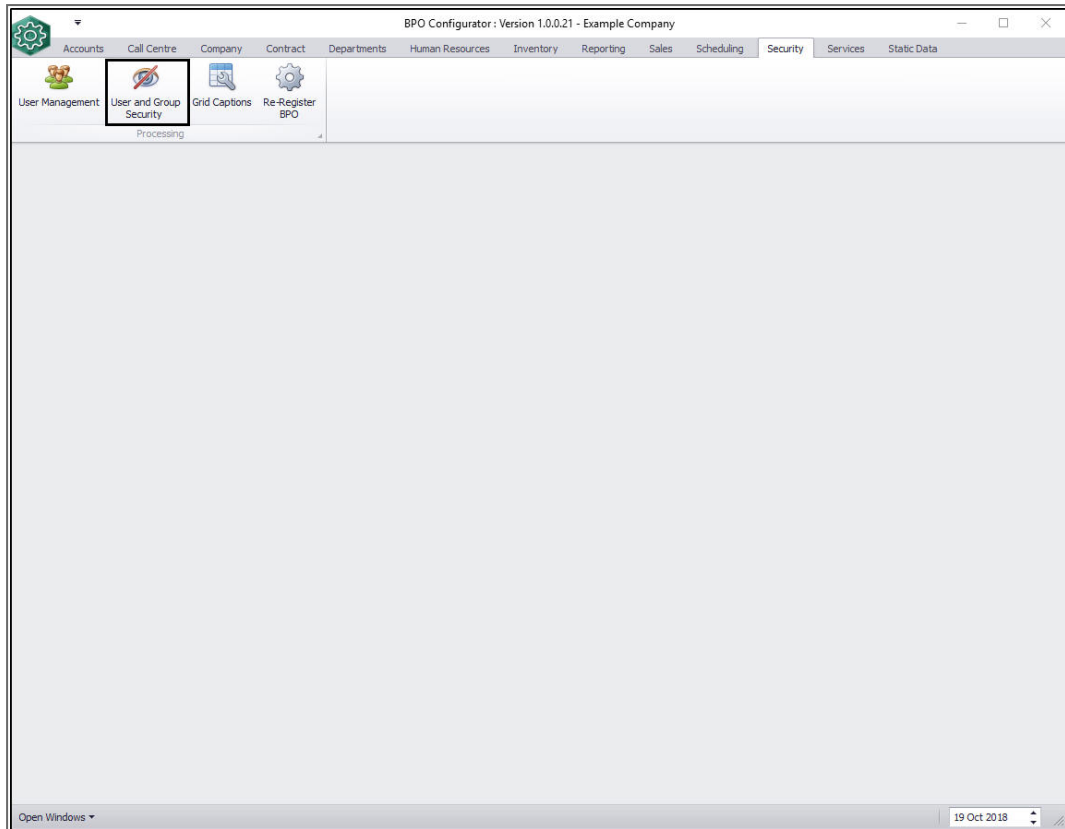 BPO Configurator : Version 1.0.0.21 - Example Company
Accounts Call Centre Company Contract Departments Human Resources Inventory Reporting Sales Scheduling Security Services Static Data
User Management User and Group Security Grid Captions Re-Register BPO
Processing
Open Windows 19 Oct 2018